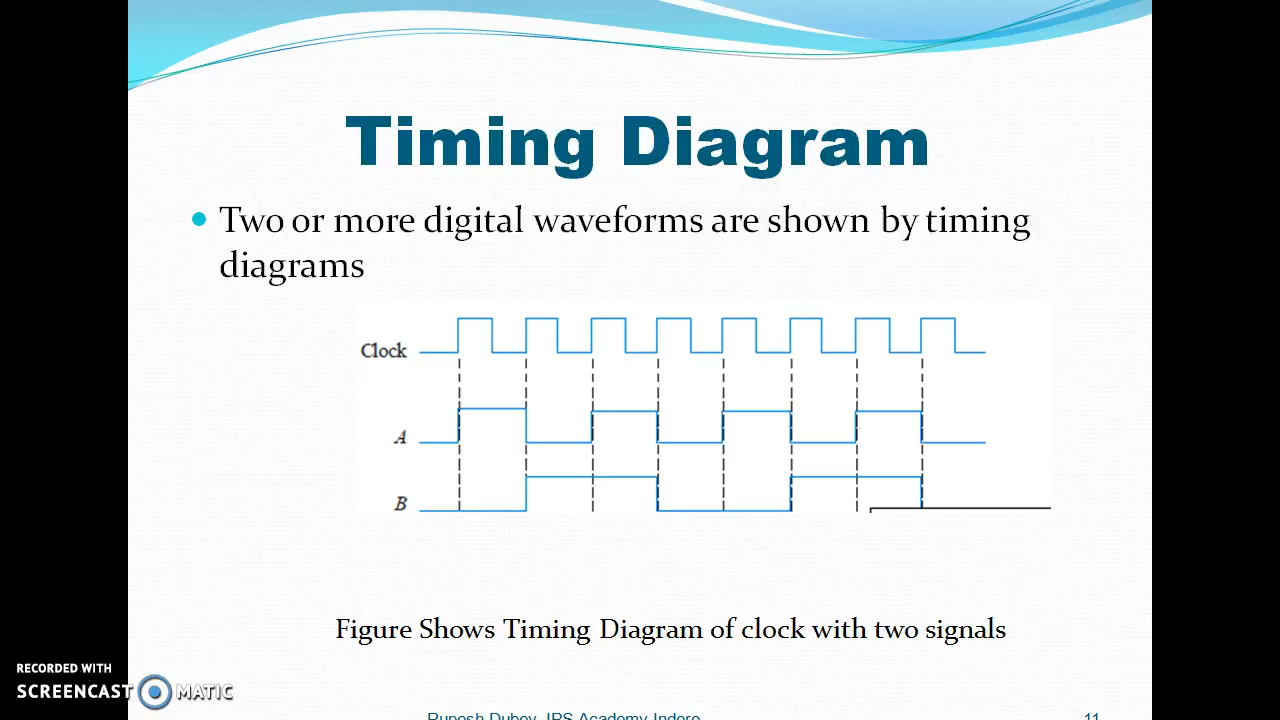 Timing Diagram
• Two or more digital waveforms are shown by timing
diagrams
Clock
A
B
Figure Shows Timing Diagram of clock with two signals
RECORDED WITH
SCREENCAST MATIC
Rupesh Dubey, IPS Academy Indore
11